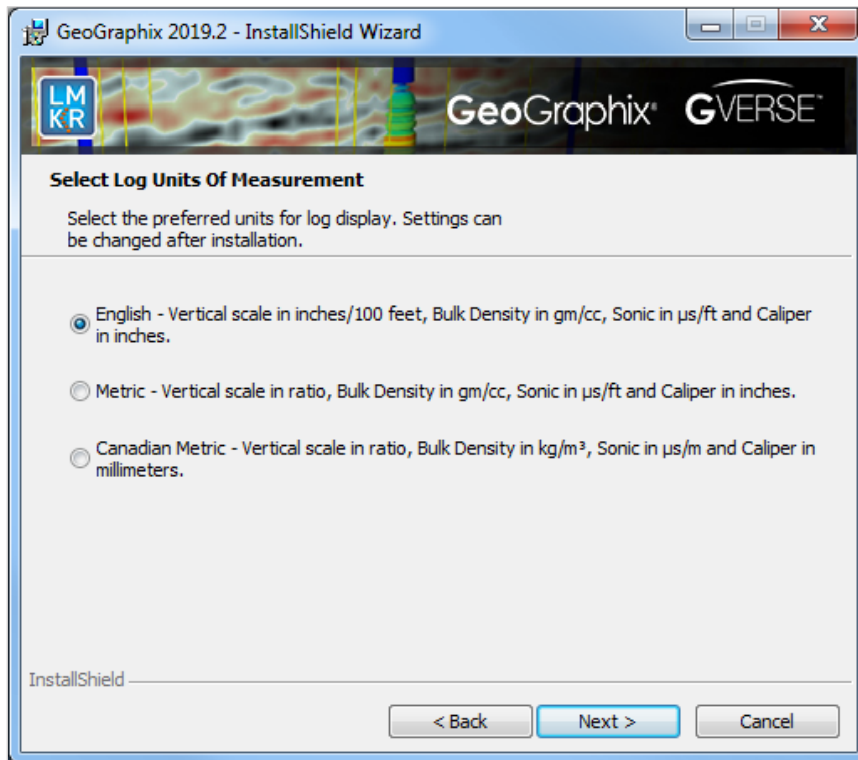 GeoGraphix 2019.2 - InstallShield Wizard
LM
KR
GeoGraphix® GVERSE™
Select Log Units Of Measurement
Select the preferred units for log display. Settings can
be changed after installation.
English - Vertical scale in inches/100 feet, Bulk Density in gm/cc, Sonic in µs/ft and Caliper
in inches.
Metric - Vertical scale in ratio, Bulk Density in gm/cc, Sonic in µs/ft and Caliper in inches.
Canadian Metric - Vertical scale in ratio, Bulk Density in kg/m³, Sonic in µs/m and Caliper in
millimeters.
InstallShield
< Back Next > Cancel